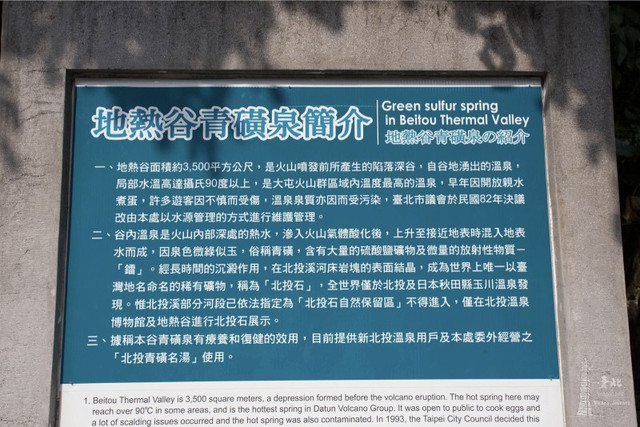 地熱谷青磺泉簡介
Green sulfur spring
in Beitou Thermal Valley
地熱谷青磺泉の紹介
一、地熱谷面積約3,500平方公尺，是火山噴發前所產生的陷落深谷，自谷地湧出的溫泉，
局部水溫高達攝氏90度以上，是大屯火山群區域內溫度最高的溫泉，早年因開放親水
煮蛋，許多遊客因不慎而受傷，溫泉泉質亦因而受污染，臺北市議會於民國82年決議
改由本處以水源管理的方式進行維護管理。
二、谷內溫泉是火山內部深處的熱水，滲入火山氣體酸化後，上升至接近地表時混入地表
水而成，因泉色微綠似玉，俗稱青磺，含有大量的硫酸鹽礦物及微量的放射性物質－
「鐳」。經長時間的沉澱作用，在北投溪河床岩塊的表面結晶，成為世界上唯一以臺
灣地名命名的稀有礦物，稱為「北投石」，全世界僅於北投及日本秋田縣玉川溫泉發
現。惟北投溪部分河段已依法指定為「北投石自然保留區」不得進入，僅在北投溫泉
博物館及地熱谷進行北投石展示。
三、據稱本谷青磺泉有療養和復健的效用，目前提供新北投溫泉用戶及本處委外經營之
「北投青磺名湯」使用。
1. Beitou Thermal Valley is 3,500 square meters, a depression formed before the volcano eruption. The hot spring here may
reach over 90°C in some areas, and is the hottest spring in Datun Volcano Group. It was open to public to cook eggs and
a lot of scalding issues occurred and the hot spring was also contaminated. In 1993, the Taipei City Council decided this